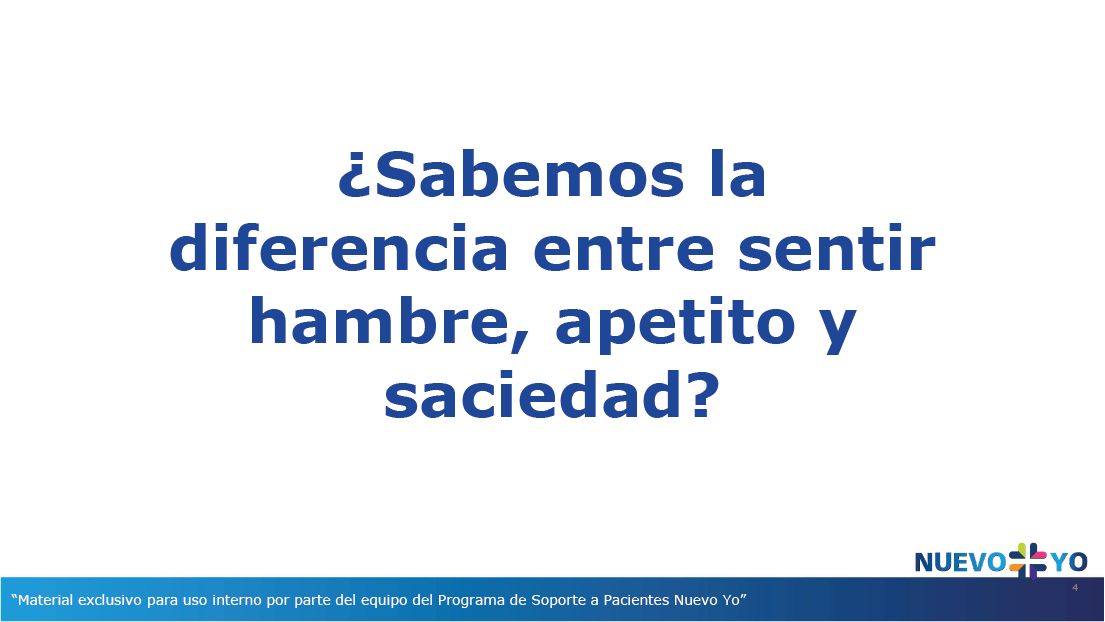 ¿Sabemos la
diferencia entre sentir
hambre, apetito y
saciedad?
NUEVO YO
4
“Material exclusivo para uso interno por parte del equipo del Programa de Soporte a Pacientes Nuevo Yo”